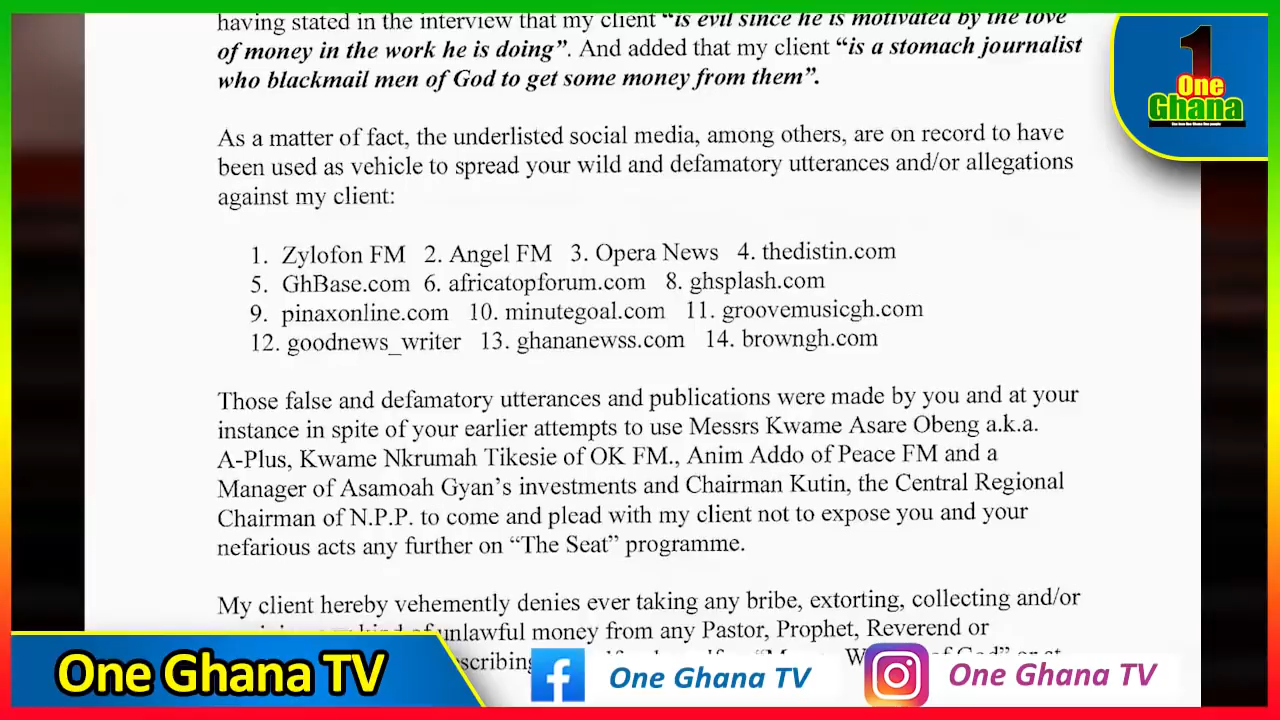 having stated in the interview that my client “is evil since he is motivated by the love
of money in the work he is doing”. And added that my client “is a stomach journalist
who blackmail men of God to get some money from them”.
As a matter of fact, the underlisted social media, among others, are on record to have
been used as vehicle to spread your wild and defamatory utterances and/or allegations
against my client:
1. Zylofon FM 2. Angel FM 3. Opera News 4. thedistin.com
5. GhBase.com 6. africatopforum.com 8. ghsplash.com
9. pinaxonline.com 10. minutegoal.com 11. groovemusicgh.com
12. goodnews_writer 13. ghananewss.com 14. browngh.com
Those false and defamatory utterances and publications were made by you and at your
instance in spite of your earlier attempts to use Messrs Kwame Asare Obeng a.k.a.
A-Plus, Kwame Nkrumah Tikesie of OK FM., Anim Addo of Peace FM and a
Manager of Asamoah Gyan’s investments and Chairman Kutin, the Central Regional
Chairman of N.P.P. to come and plead with my client not to expose you and your
nefarious acts any further on “The Seat” programme.
My client hereby vehemently denies ever taking any bribe, extorting, collecting and/or
kind of unlawful money from any Pastor, Prophet, Reverend or
1
One
Ghana
One Ghana TV
One Ghana TV
One Ghana TV